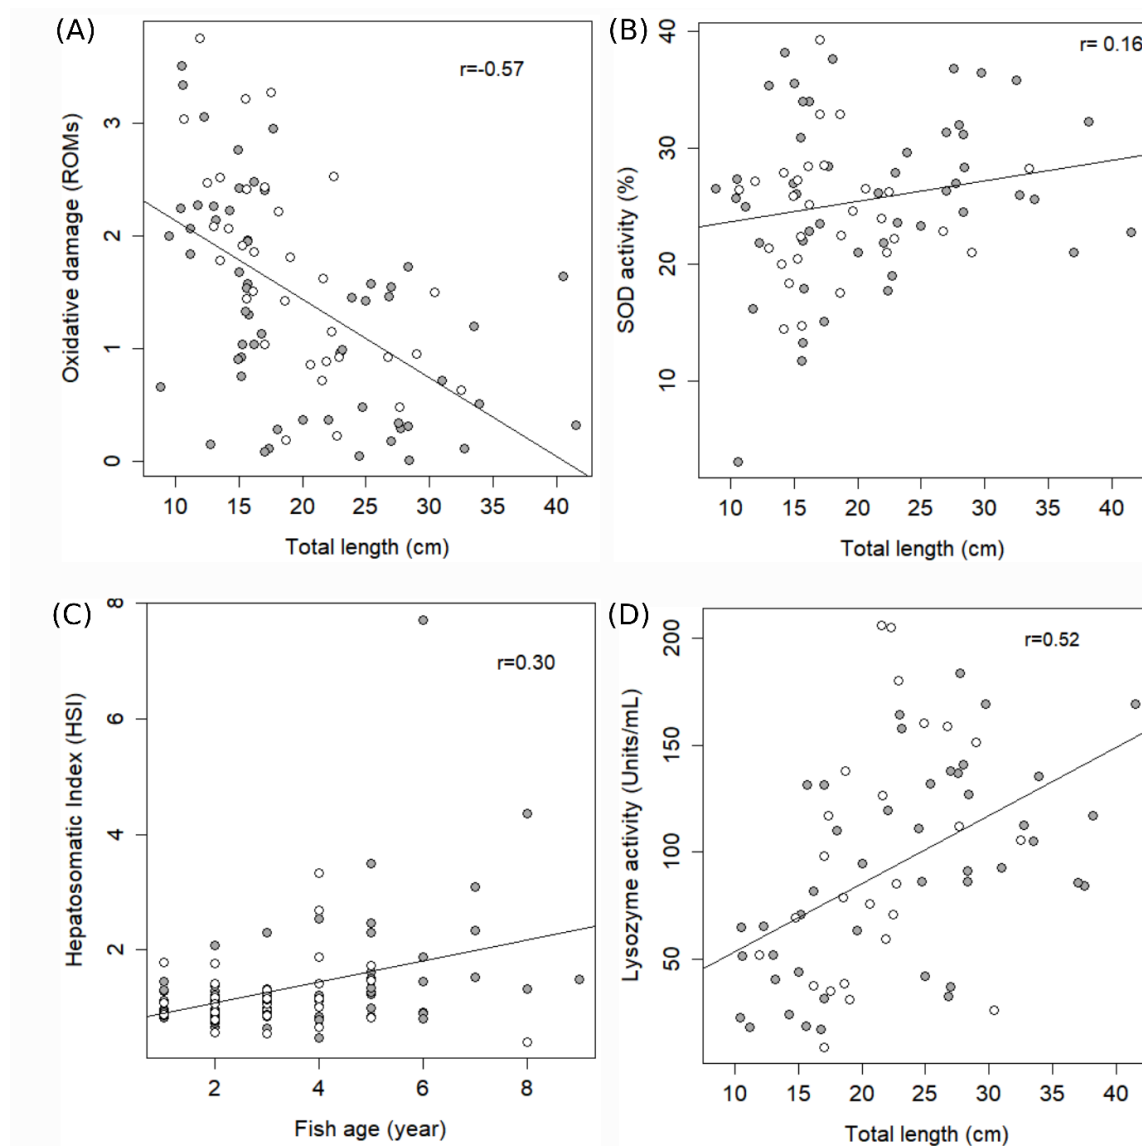 (A)
r=-0.57
Oxidative damage (ROMs)
3
2
1
0
10 15 20 25 30 35 40
Total length (cm)
(B)
r= 0.16
SOD activity (%)
40
30
20
10
10 15 20 25 30 35 40
Total length (cm)
(C)
r=0.30
Hepatosomatic Index (HSI)
8
6
4
2
2 4 6 8
Fish age (year)
(D)
r=0.52
Lysozyme activity (Units/mL)
200
150
100
50
10 15 20 25 30 35 40
Total length (cm)